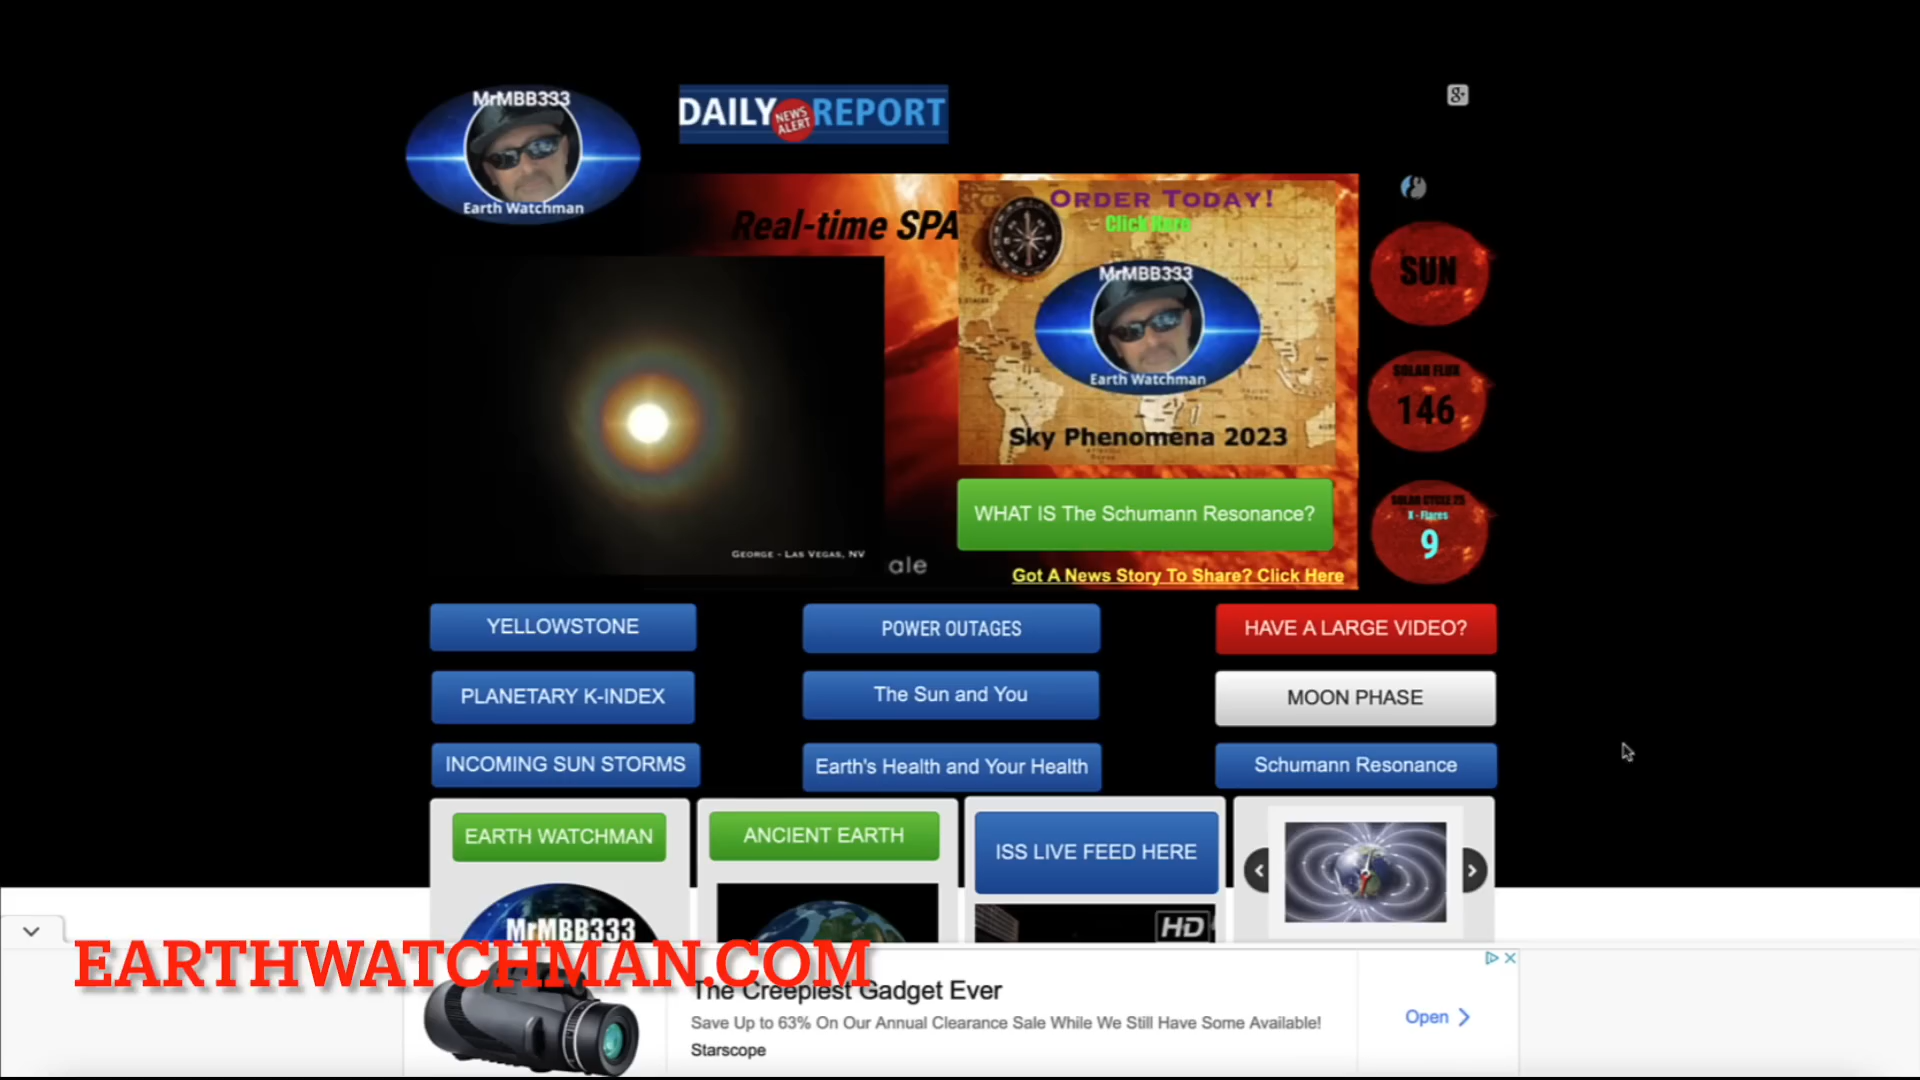 MrMBB333
Earth Watchman
DAILY NEWS ALERT REPORT
g+
Real-time SPA
ORDER TODAY!
Click Here
MrMBB333
Earth Watchman
Sky Phenomena 2023
WHAT IS The Schumann Resonance?
Got A News Story To Share? Click Here
GEORGE - LAS VEGAS, NV
ale
SUN
SOLAR FLUX
146
SOLAR CYCLE 25
X - Flares
9
YELLOWSTONE
POWER OUTAGES
HAVE A LARGE VIDEO?
PLANETARY K-INDEX
The Sun and You
MOON PHASE
INCOMING SUN STORMS
Earth's Health and Your Health
Schumann Resonance
EARTH WATCHMAN
ANCIENT EARTH
ISS LIVE FEED HERE
MrMBB333
HD
EARTHWATCHMAN.COM
The Creepiest Gadget Ever
Save Up to 63% On Our Annual Clearance Sale While We Still Have Some Available!
Starscope
Open